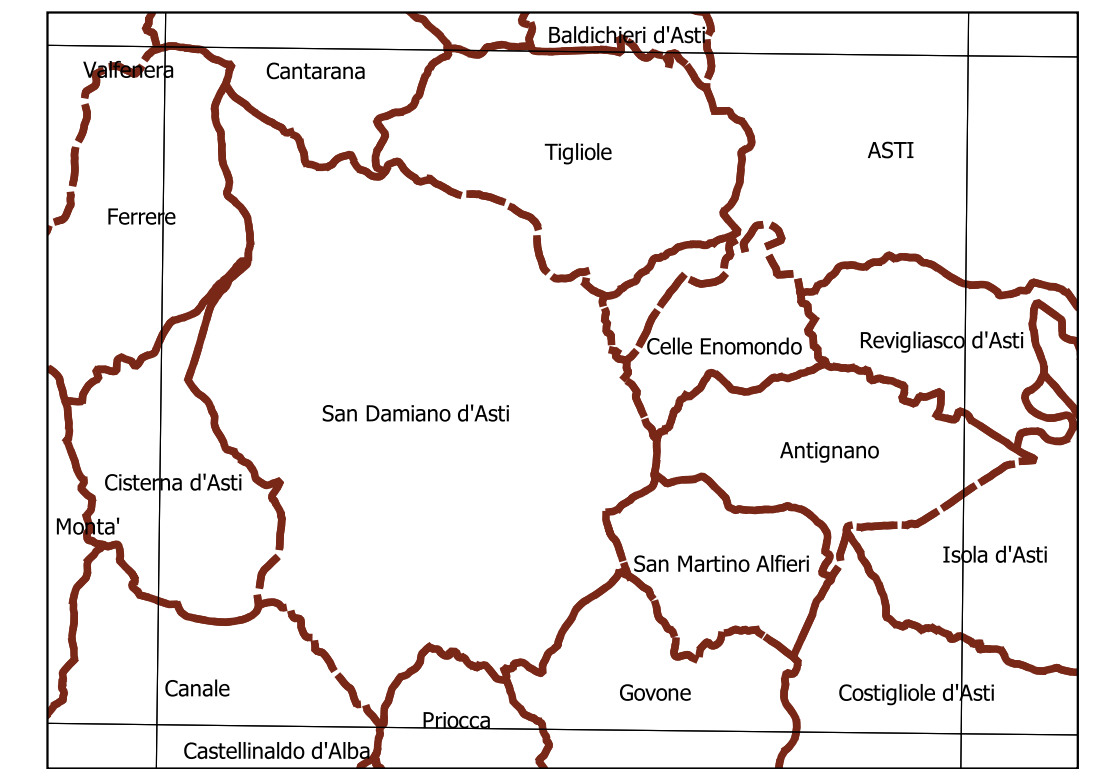 Baldichieri d'Asti
Valfenera
Cantarana
Tigliole
ASTI
Ferrere
Revigliasco d'Asti
Celle Enomondo
San Damiano d'Asti
Antignano
Cisterna d'Asti
Monta'
Isola d'Asti
San Martino Alfieri
Canale
Govone
Costigliole d'Asti
Priocca
Castellinaldo d'Alba